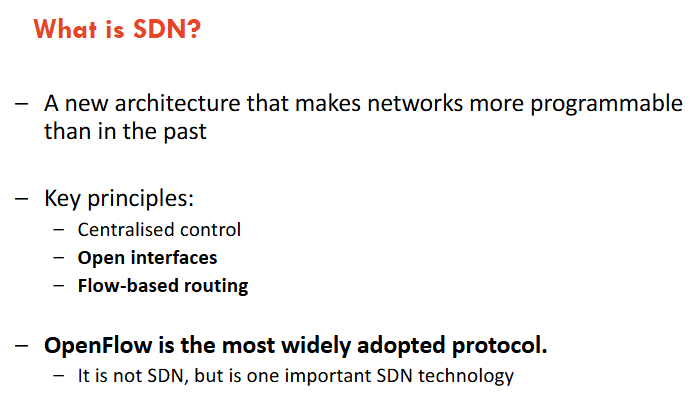 What is SDN?
– A new architecture that makes networks more programmable
than in the past
– Key principles:
– Centralised control
– Open interfaces
– Flow-based routing
– OpenFlow is the most widely adopted protocol.
– It is not SDN, but is one important SDN technology